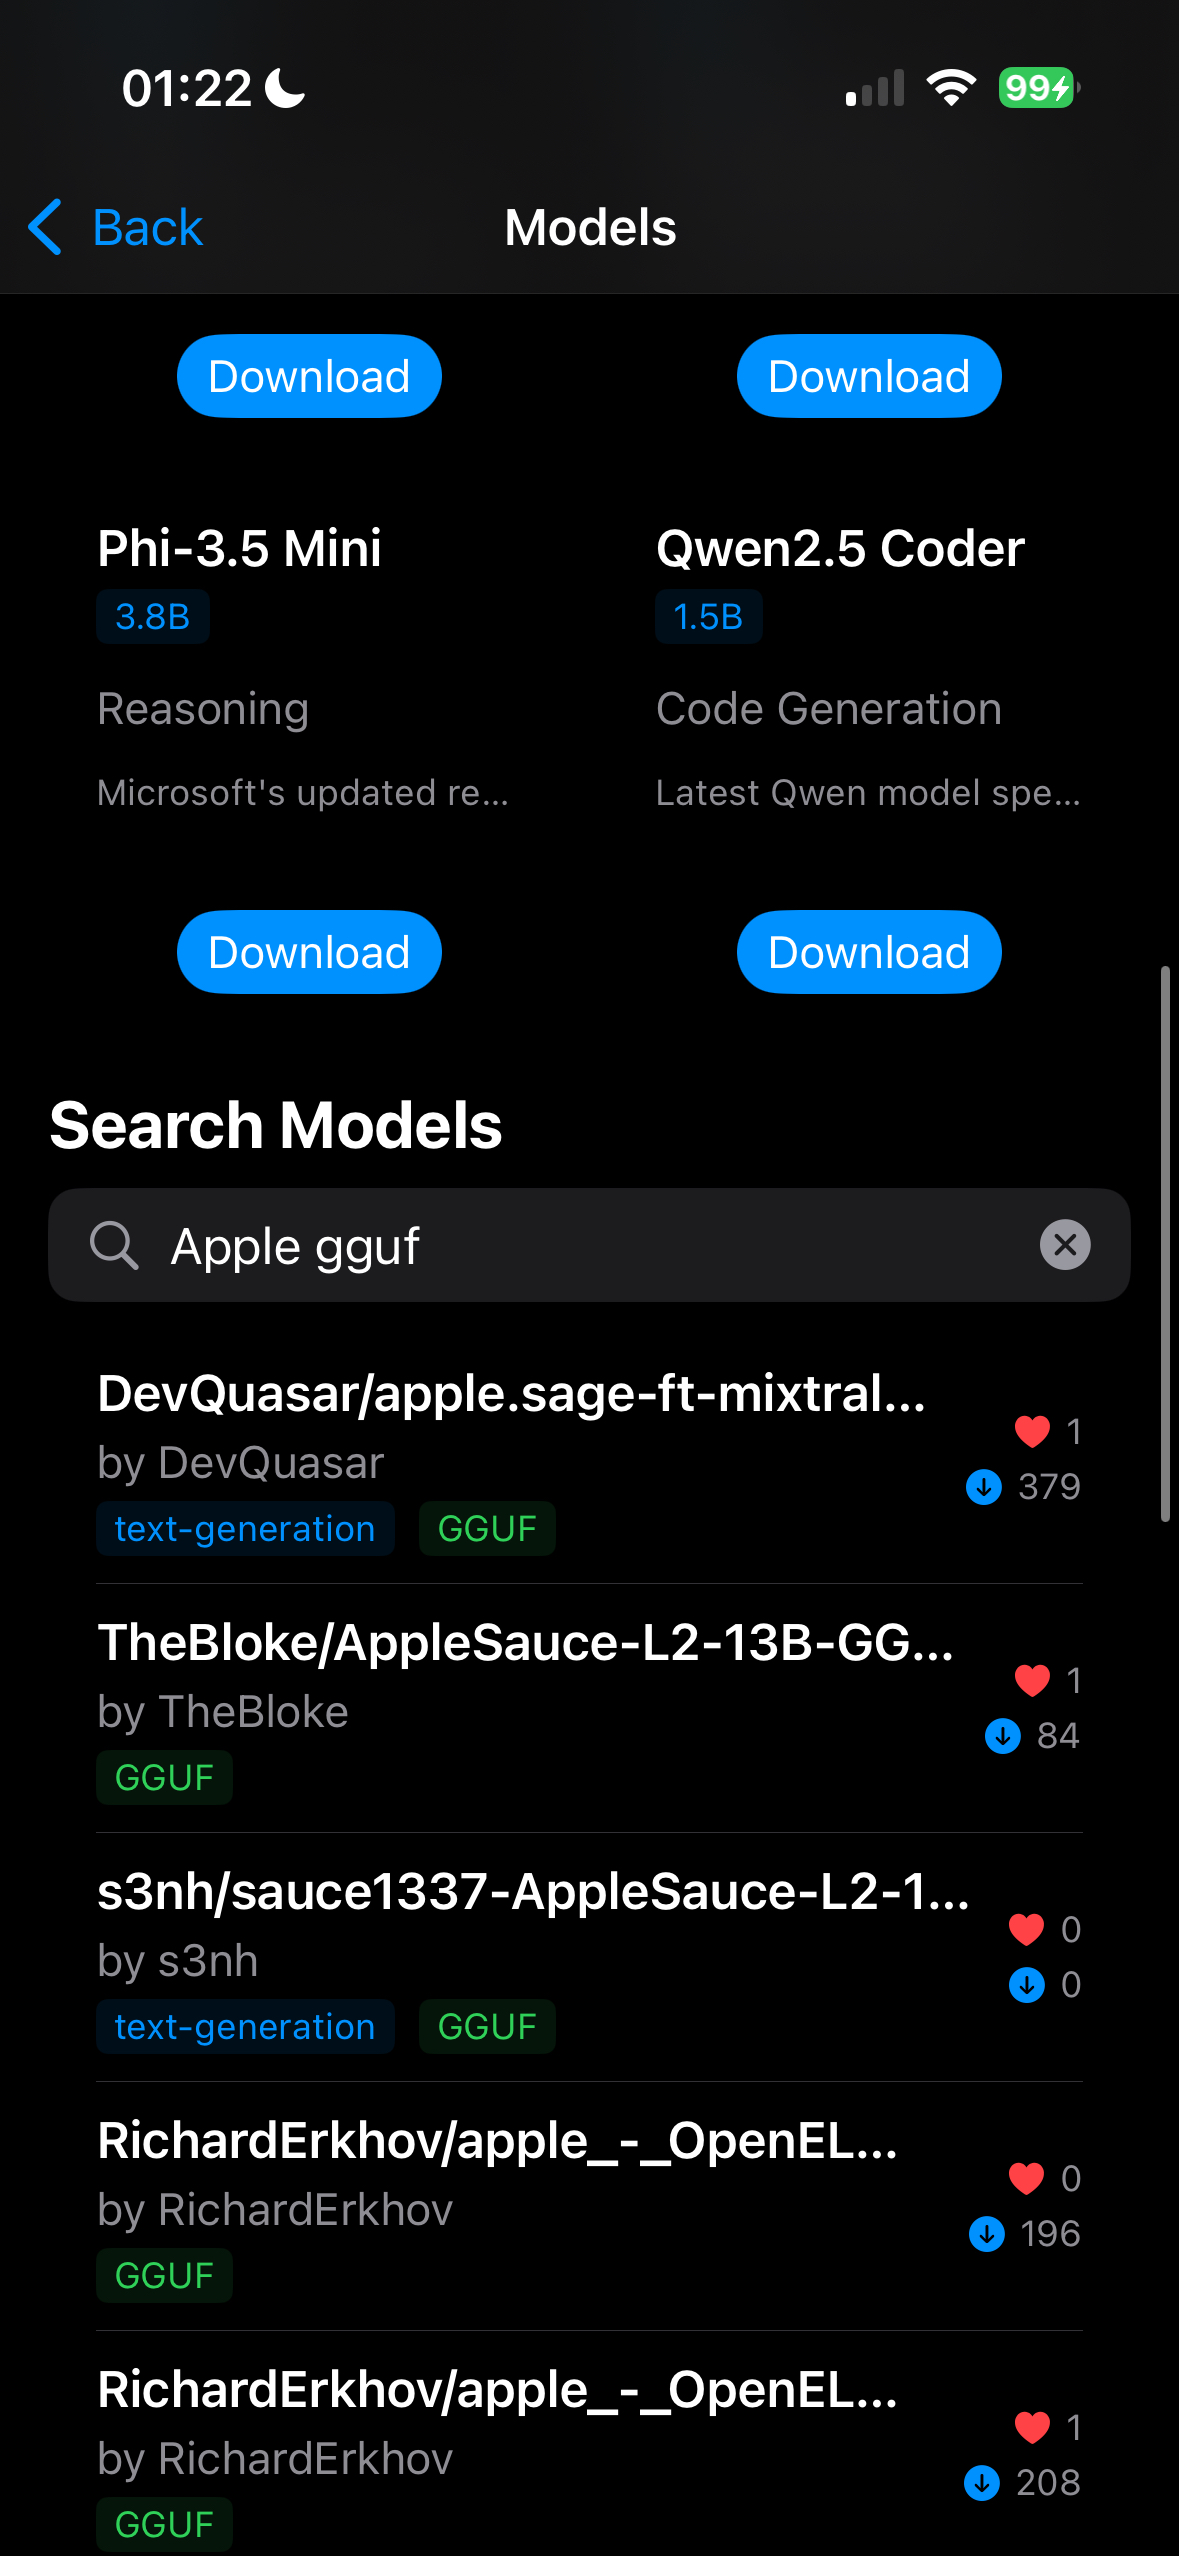 01:22
99
Back
Models
Download
Download
Phi-3.5 Mini
3.8B
Reasoning
Microsoft's updated re...
Qwen2.5 Coder
1.5B
Code Generation
Latest Qwen model spe...
Download
Download
Search Models
Apple gguf
DevQuasar/apple.sage-ft-mixtral...
by DevQuasar
text-generation GGUF
1
379
TheBloke/AppleSauce-L2-13B-GG...
by TheBloke
GGUF
1
84
s3nh/sauce1337-AppleSauce-L2-1...
by s3nh
text-generation GGUF
0
0
RichardErkhov/apple_-_OpenEL...
by RichardErkhov
GGUF
0
196
RichardErkhov/apple_-_OpenEL...
by RichardErkhov
GGUF
1
208